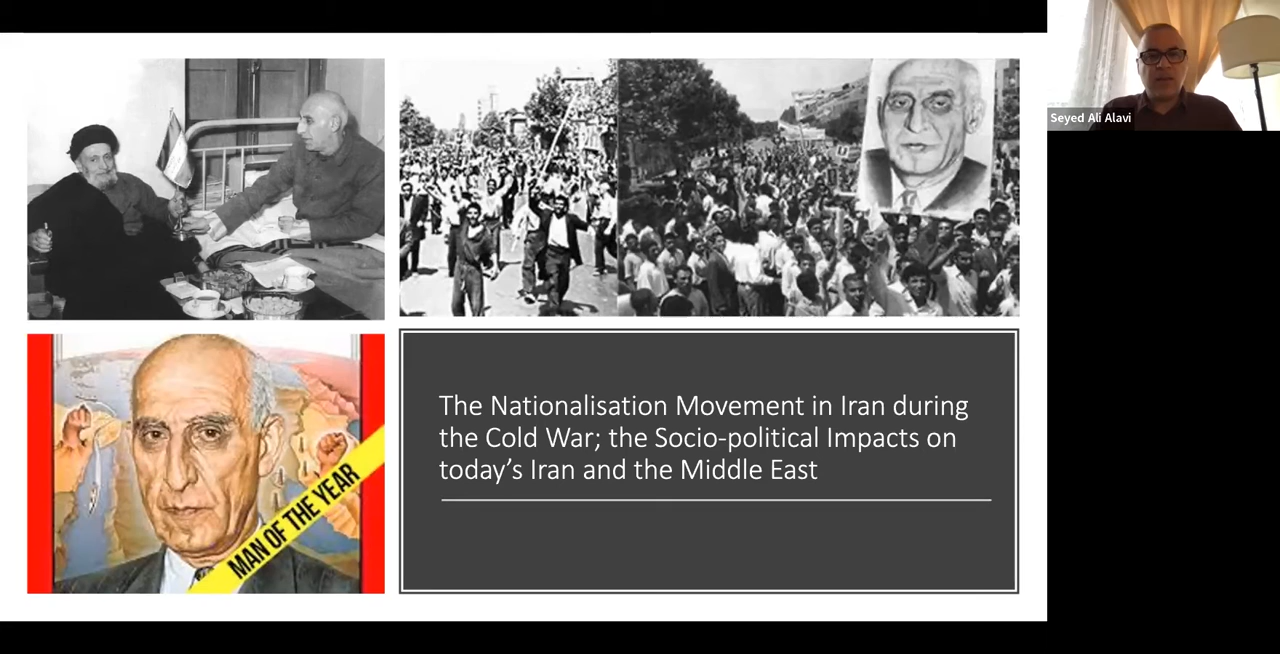 Seyed Ali Alavi
MAN OF THE YEAR
The Nationalisation Movement in Iran during
the Cold War; the Socio-political Impacts on
today's Iran and the Middle East